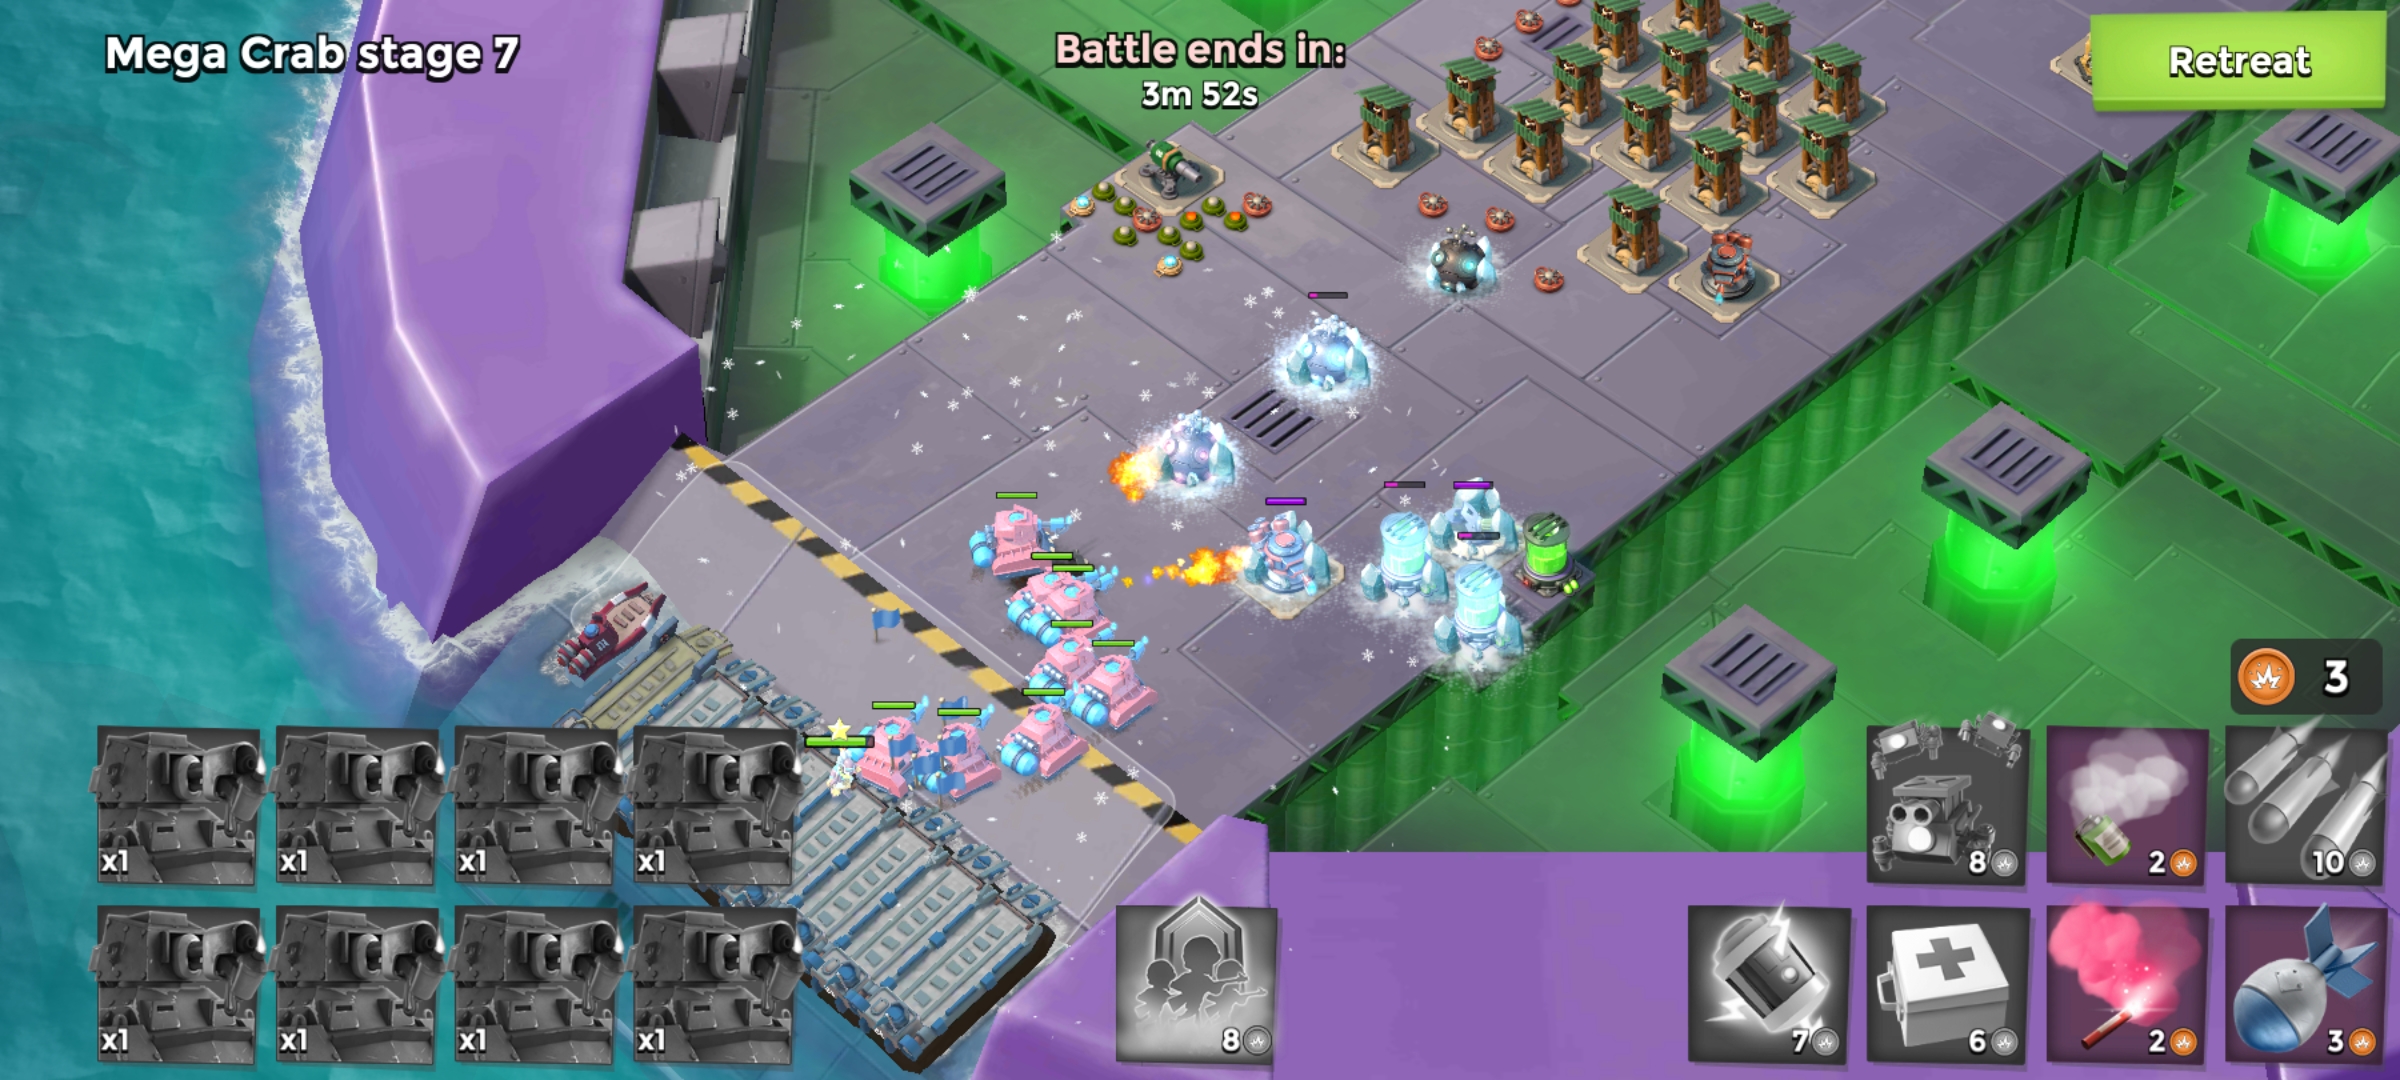 Mega Crab stage 7
Battle ends in:
3m 52s
Retreat
3
8
2
10
x1
x1
x1
x1
x1
x1
x1
x1
8
7
6
2
3